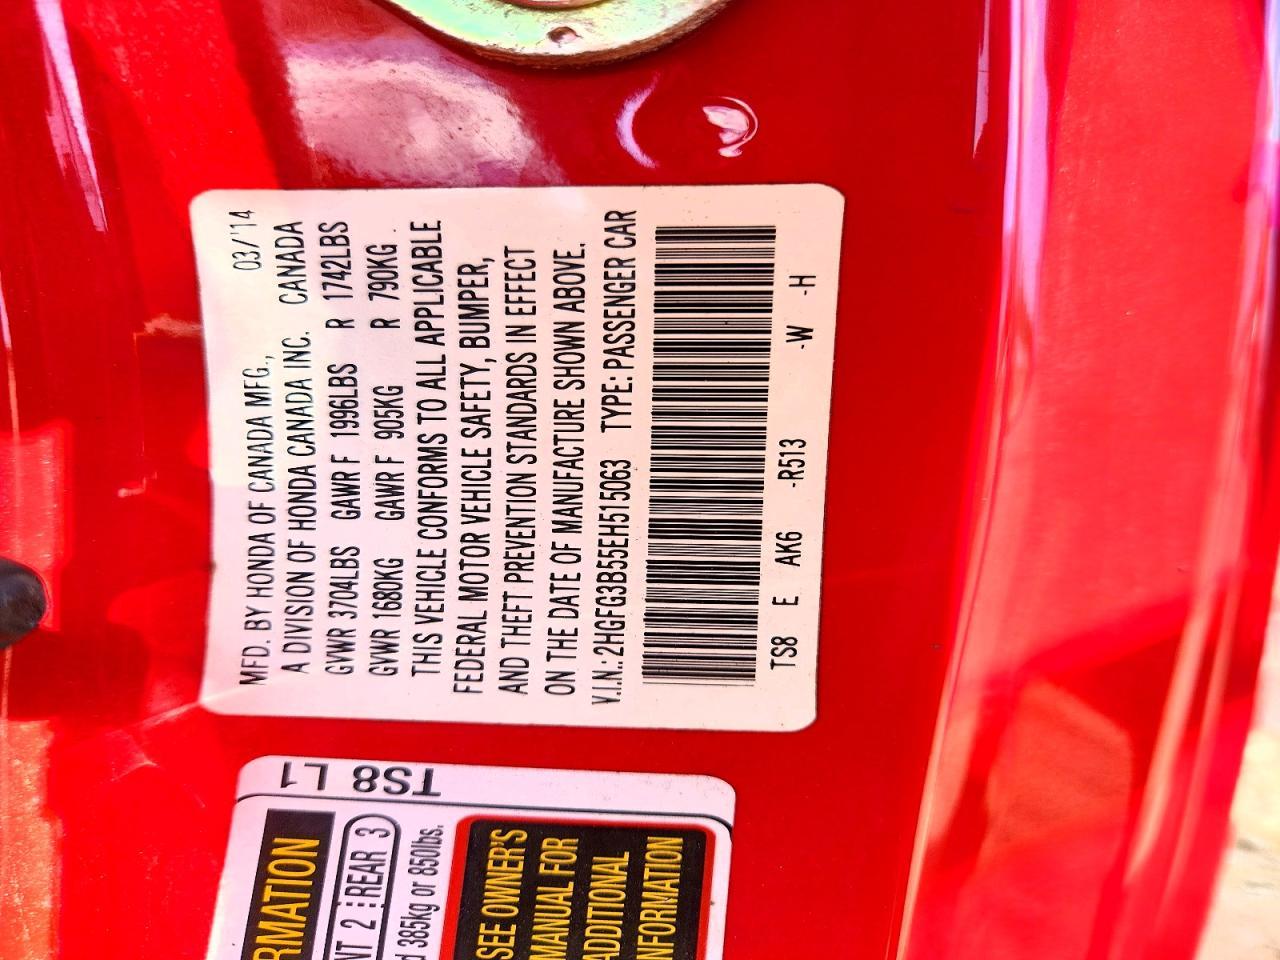 MFD. BY HONDA OF CANADA MFG., 03/'14
A DIVISION OF HONDA CANADA INC. CANADA
GVWR 3704LBS GAWR F 1996LBS R 1742LBS
GVWR 1680KG GAWR F 905KG R 790KG
THIS VEHICLE CONFORMS TO ALL APPLICABLE
FEDERAL MOTOR VEHICLE SAFETY, BUMPER,
AND THEFT PREVENTION STANDARDS IN EFFECT
ON THE DATE OF MANUFACTURE SHOWN ABOVE.
V.I.N.: 2HGFG3B55EH515063 TYPE: PASSENGER CAR
TS8 E AK6 -R513 -W -H
TS8 L1
RMATION
NT 2 REAR 3
d 385kg or 850lbs.
SEE OWNER'S
MANUAL FOR
ADDITIONAL
INFORMATION